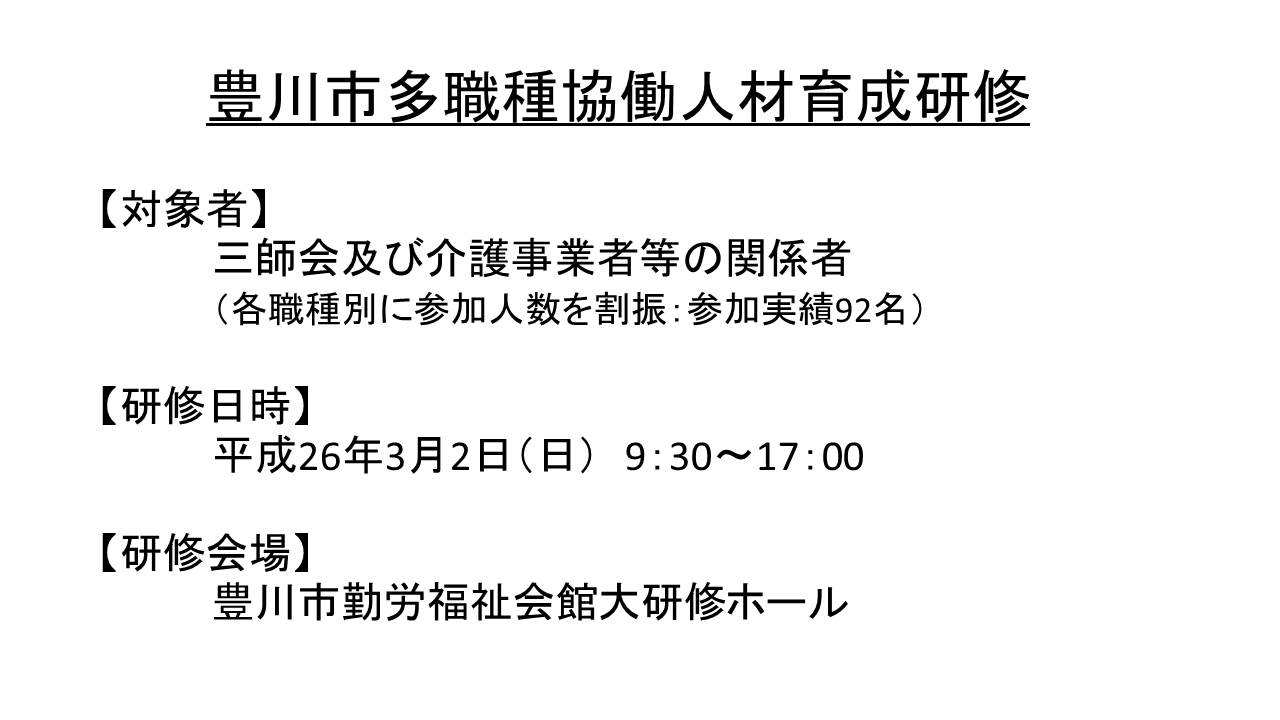 豊川市多職種協働人材育成研修
【対象者】
三師会及び介護事業者等の関係者
（各職種別に参加人数を割振：参加実績92名）
【研修日時】
平成26年3月2日（日） 9：30～17：00
【研修会場】
豊川市勤労福祉会館大研修ホール